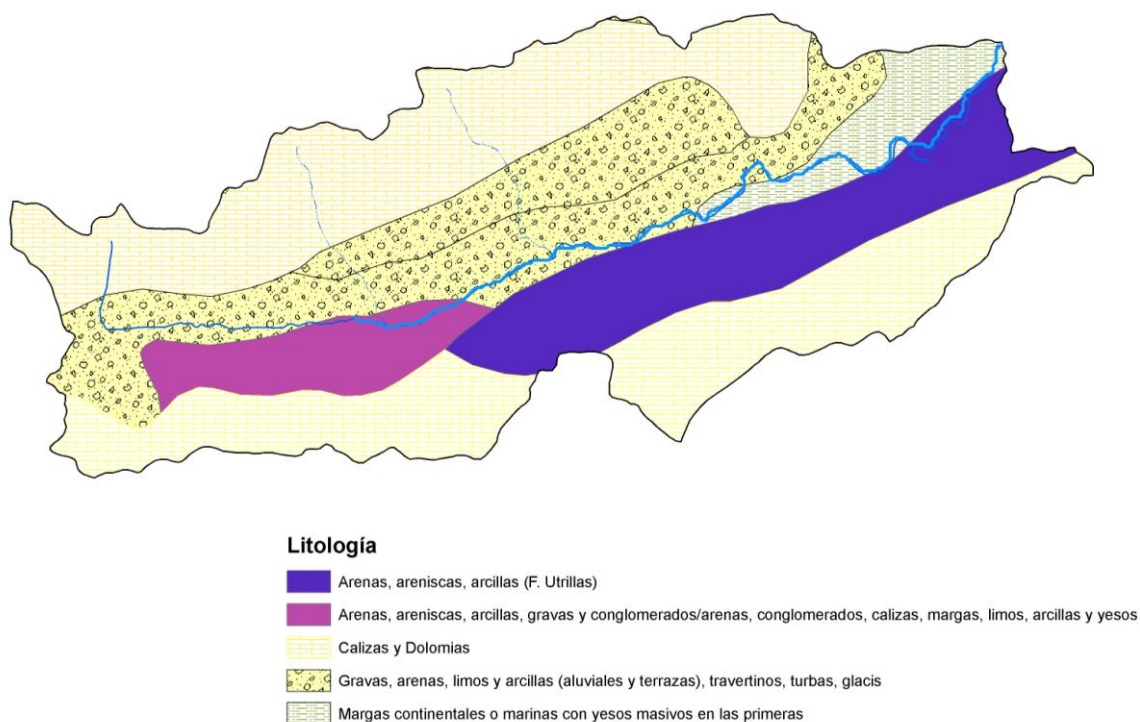 Litología
Arenas, areniscas, arcillas (F. Utrillas)
Arenas, areniscas, arcillas, gravas y conglomerados/arenas, conglomerados, calizas, margas, limos, arcillas y yesos
Calizas y Dolomias
Gravas, arenas, limos y arcillas (aluviales y terrazas), travertinos, turbas, glacis
Margas continentales o marinas con yesos masivos en las primeras